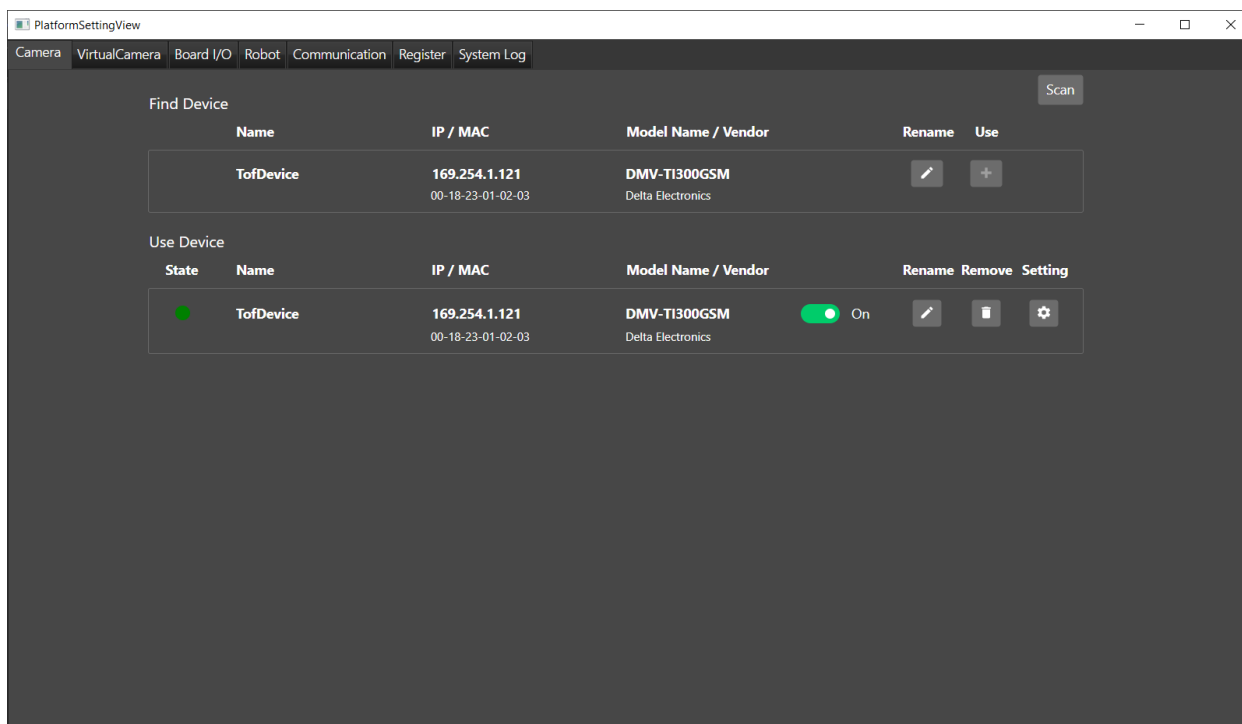 PlatformSettingView
Camera VirtualCamera Board I/O Robot Communication Register System Log
Scan
Find Device
Name IP / MAC Model Name / Vendor Rename Use
TofDevice 169.254.1.121 DMV-TI300GSM
00-18-23-01-02-03 Delta Electronics
Use Device
State Name IP / MAC Model Name / Vendor Rename Remove Setting
TofDevice 169.254.1.121 DMV-TI300GSM On
00-18-23-01-02-03 Delta Electronics